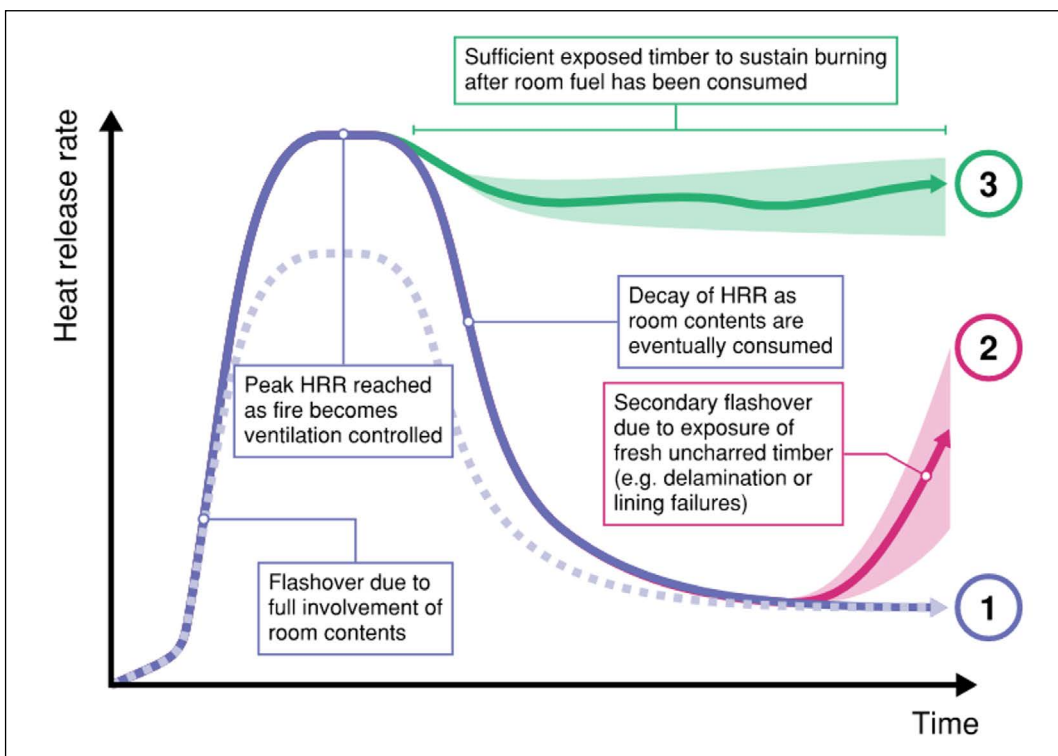 Sufficient exposed timber to sustain burning
after room fuel has been consumed
Heat release rate
3
Decay of HRR as
room contents are
eventually consumed
2
Peak HRR reached
as fire becomes
ventilation controlled
Secondary flashover
due to exposure of
fresh uncharred timber
(e.g. delamination or
lining failures)
Flashover due to
full involvement of
room contents
1
Time